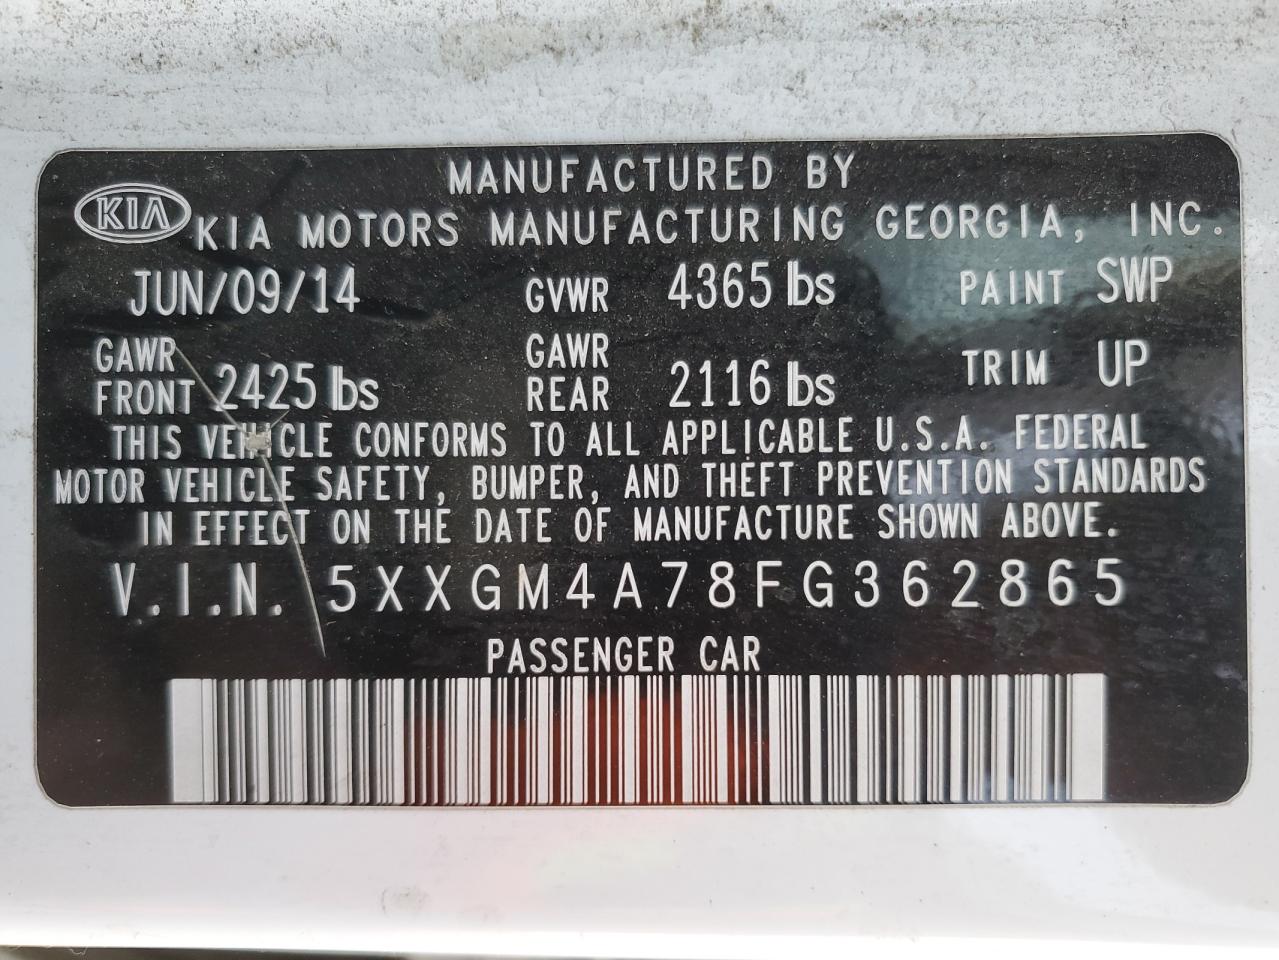 MANUFACTURED BY
KIA KIA MOTORS MANUFACTURING GEORGIA, INC.
JUN/09/14 GVWR 4365 lbs PAINT SWP
GAWR FRONT 2425 lbs GAWR REAR 2116 lbs TRIM UP
THIS VEHICLE CONFORMS TO ALL APPLICABLE U.S.A. FEDERAL
MOTOR VEHICLE SAFETY, BUMPER, AND THEFT PREVENTION STANDARDS
IN EFFECT ON THE DATE OF MANUFACTURE SHOWN ABOVE.
V.I.N. 5XXGM4A78FG362865
PASSENGER CAR